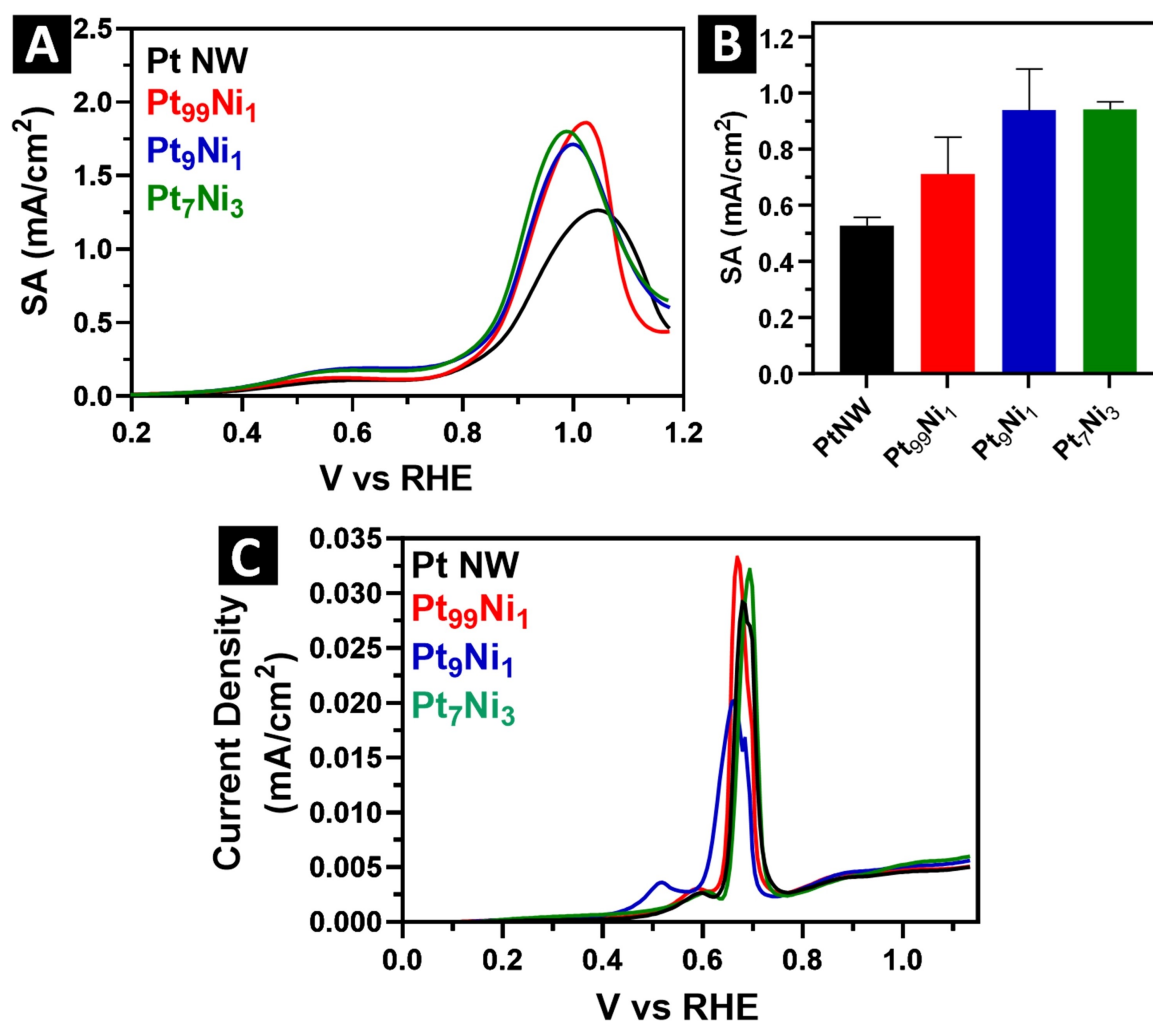 A
SA (mA/cm²)
2.5
2.0
1.5
1.0
0.5
0.0
Pt NW
Pt₉₉Ni₁
Pt₉Ni₁
Pt₇Ni₃
0.2 0.4 0.6 0.8 1.0 1.2
V vs RHE
B
SA (mA/cm²)
1.2
1.0
0.8
0.6
0.4
0.2
0.0
PtNW
Pt₉₉Ni₁
Pt₉Ni₁
Pt₇Ni₃
C
Current Density
(mA/cm²)
0.035
0.030
0.025
0.020
0.015
0.010
0.005
0.000
Pt NW
Pt₉₉Ni₁
Pt₉Ni₁
Pt₇Ni₃
0.0 0.2 0.4 0.6 0.8 1.0
V vs RHE